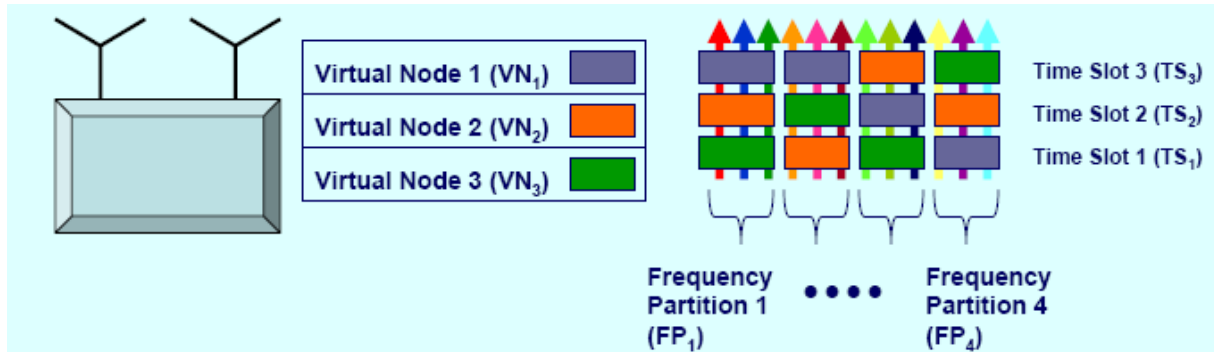 Virtual Node 1 (VN₁)
Virtual Node 2 (VN₂)
Virtual Node 3 (VN₃)
Time Slot 3 (TS₃)
Time Slot 2 (TS₂)
Time Slot 1 (TS₁)
Frequency
Partition 1
(FP₁)
Frequency
Partition 4
(FP₄)